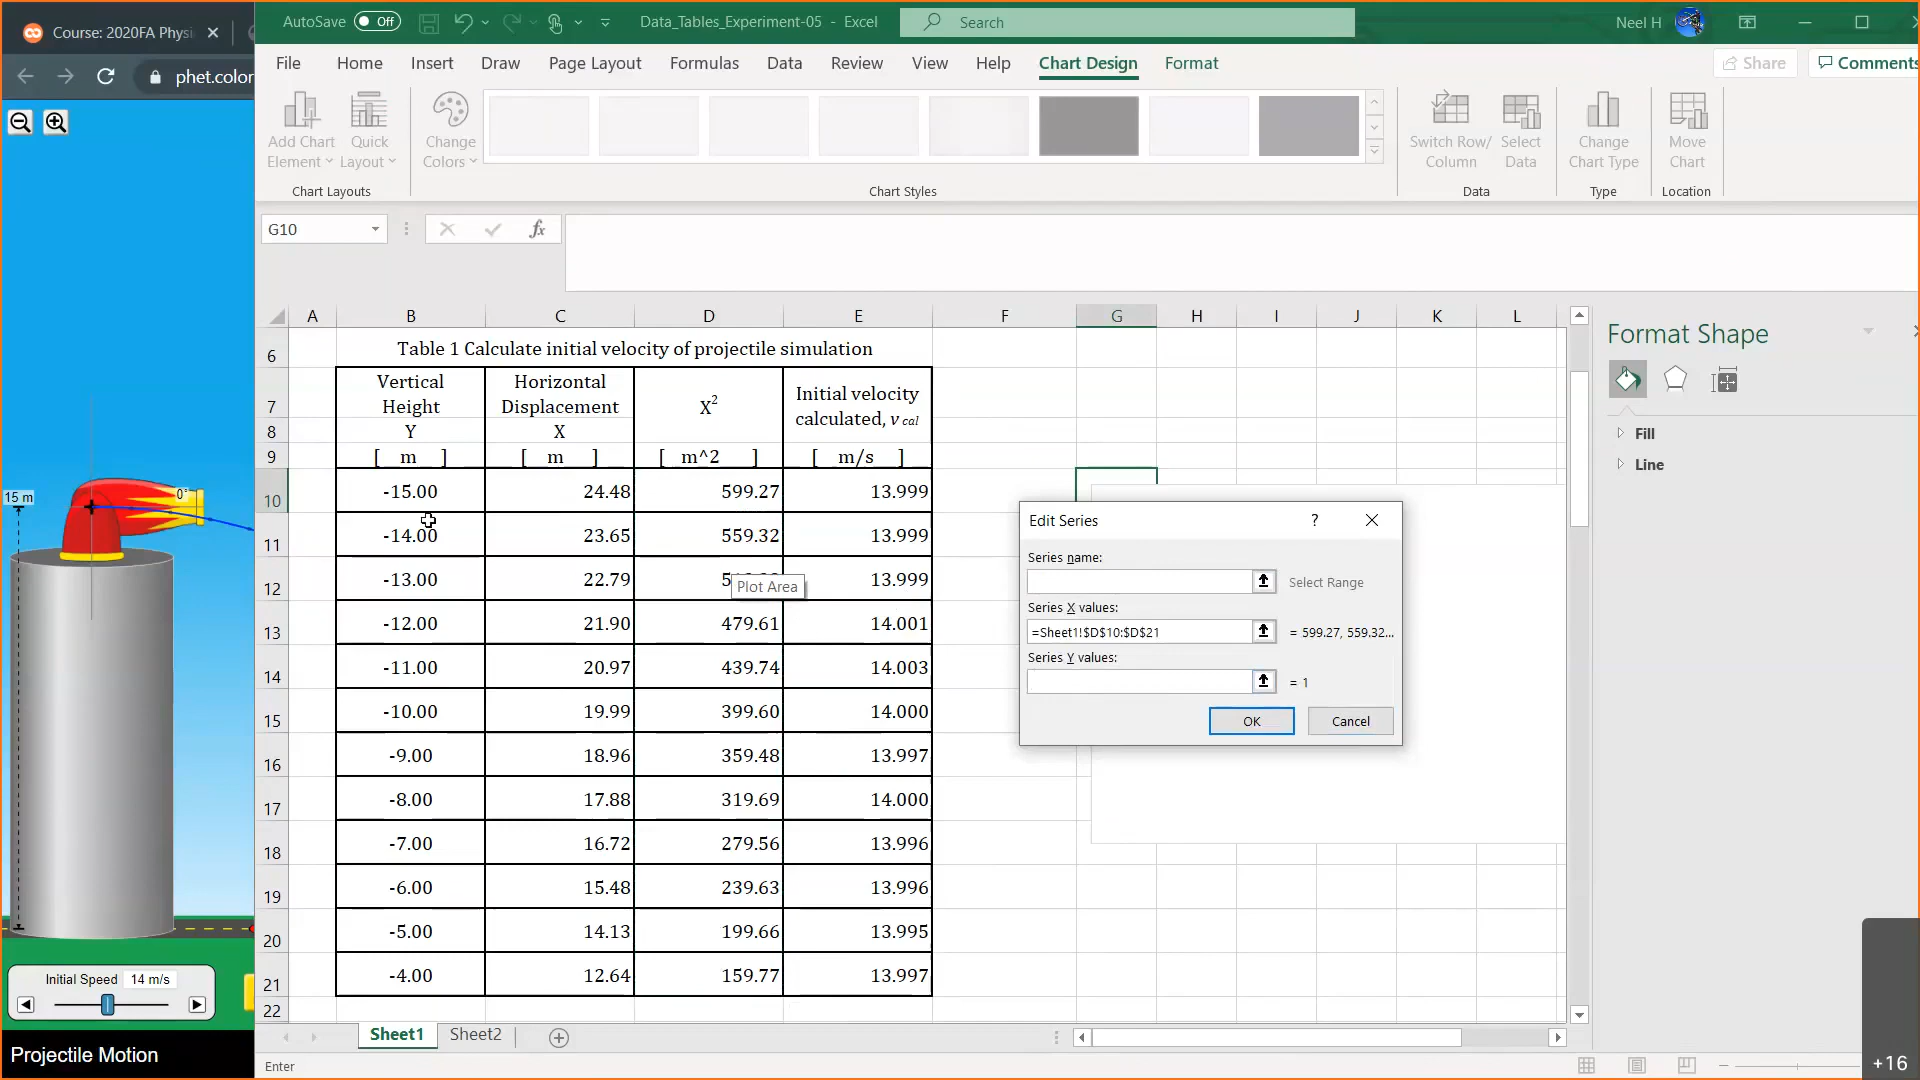 Course: 2020FA Physi
phet.color
AutoSave Off
Data_Tables_Experiment-05 - Excel
Search
Neel H
File Home Insert Draw Page Layout Formulas Data Review View Help Chart Design Format
Share
Comments
Add Chart Element
Quick Layout
Change Colors
Switch Row/ Column
Select Data
Change Chart Type
Move Chart
Chart Layouts
Chart Styles
Data
Type
Location
G10
fx
A B C D E F G H I J K L
6 Table 1 Calculate initial velocity of projectile simulation
7 Vertical Height
Horizontal Displacement
X2
Initial velocity calculated, v cal
8 Y X
9 [ m ] [ m ] [ m^2 ] [ m/s ]
10 -15.00 24.48 599.27 13.999
11 -14.00 23.65 559.32 13.999
12 -13.00 22.79 13.999
13 -12.00 21.90 479.61 14.001
14 -11.00 20.97 439.74 14.003
15 -10.00 19.99 399.60 14.000
16 -9.00 18.96 359.48 13.997
17 -8.00 17.88 319.69 14.000
18 -7.00 16.72 279.56 13.996
19 -6.00 15.48 239.63 13.996
20 -5.00 14.13 199.66 13.995
21 -4.00 12.64 159.77 13.997
22
Plot Area
Edit Series ?
Series name:
Select Range
Series X values:
=Sheet1!$D$10:$D$21 = 599.27, 559.32...
Series Y values:
= 1
OK Cancel
Format Shape
Fill
Line
15 m
0°
Initial Speed 14 m/s
Projectile Motion
Sheet1 Sheet2
Enter
+16